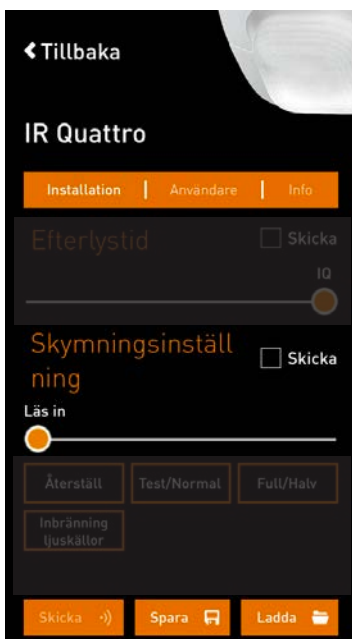 Tillbaka
IR Quattro
Installation | Användare | Info
Efterlystid Skicka
IQ
Skymningsinställ
ning
Skicka
Läs in
Återställ Test/Normal Full/Halv
Inbränning
ljuskällor
Skicka Spara Ladda